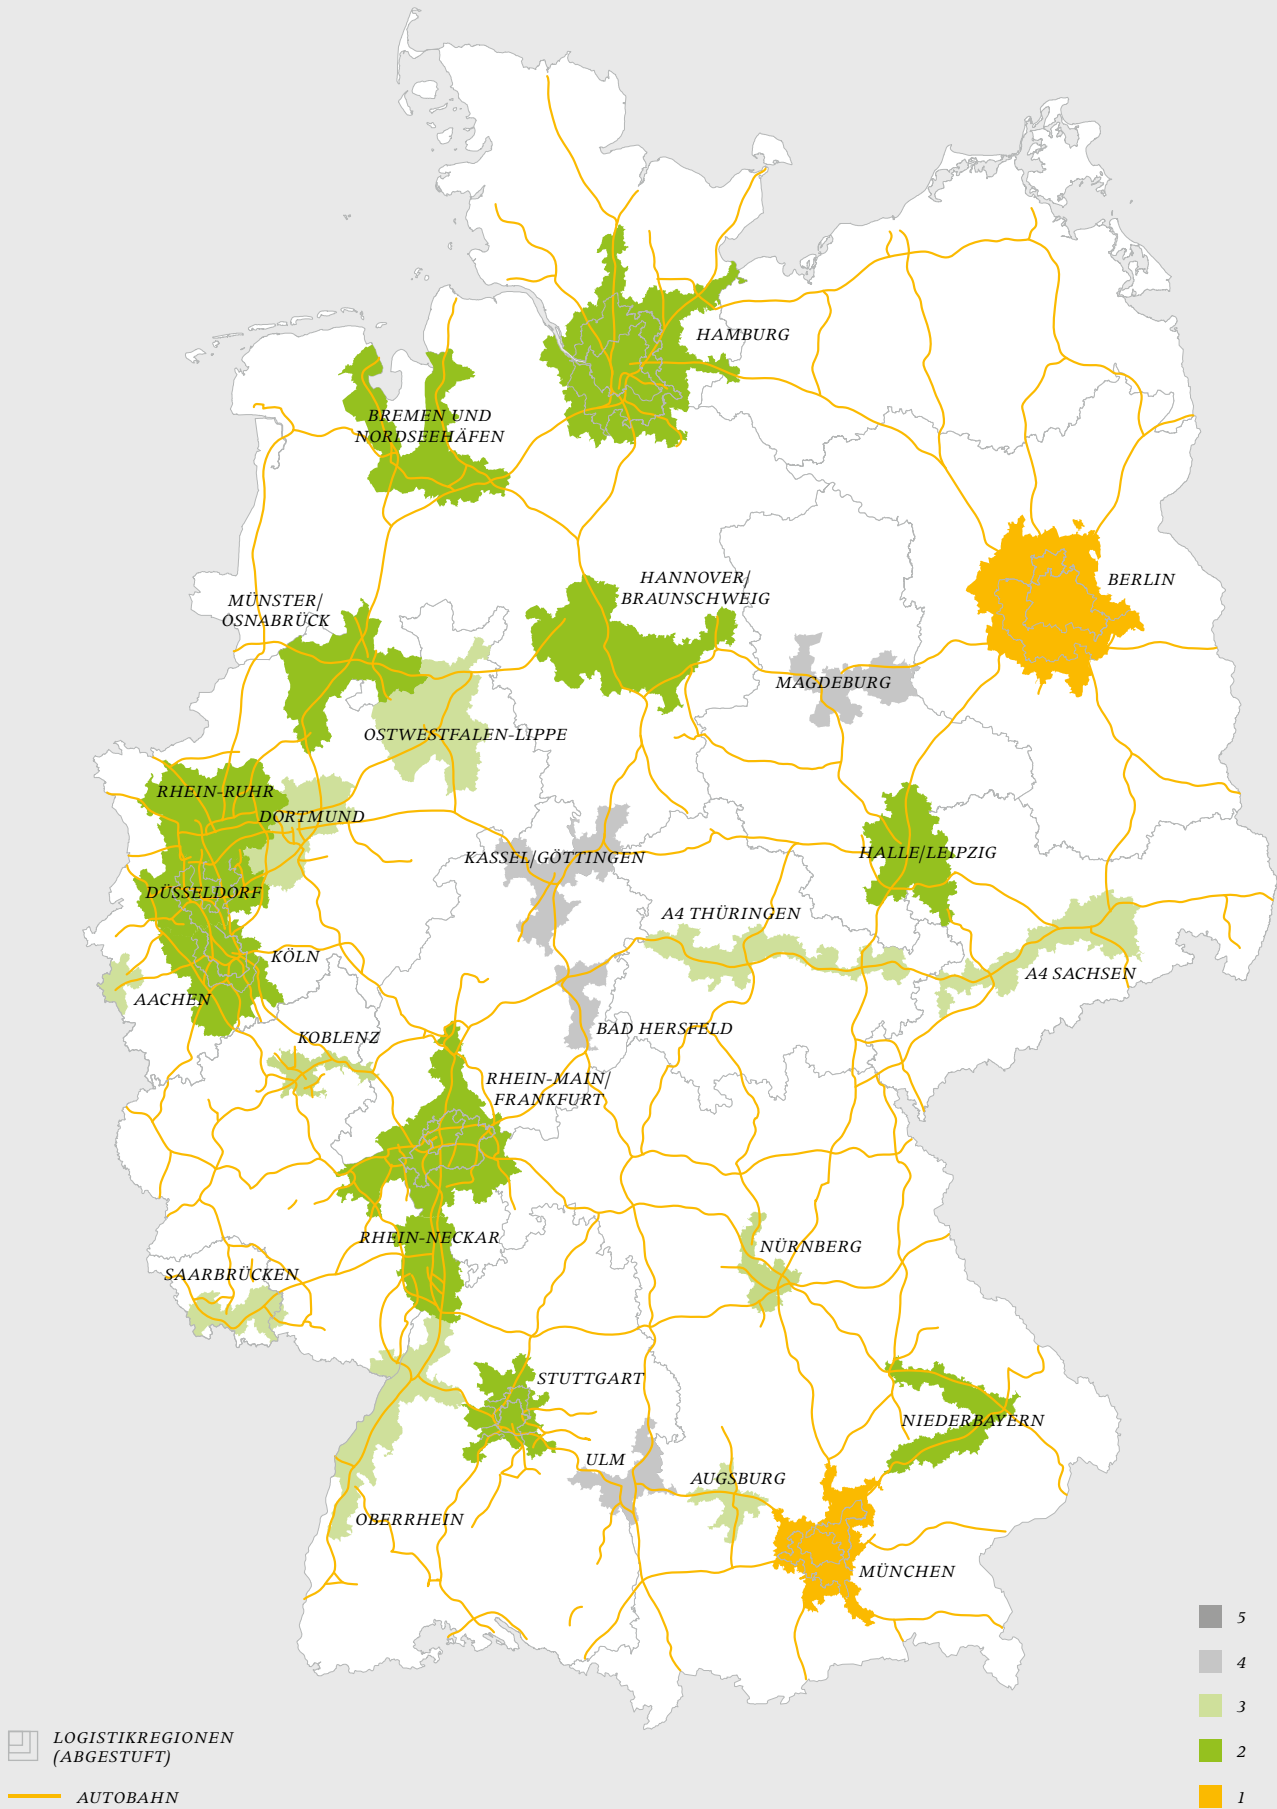 HAMBURG
BREMEN UND
NORDSEEHÄFEN
HANNOVER/
BRAUNSCHWEIG
BERLIN
MÜNSTER/
OSNABRÜCK
MAGDEBURG
OSTWESTFALEN-LIPPE
RHEIN-RUHR
DORTMUND
KASSEL/GÖTTINGEN
HALLE/LEIPZIG
DÜSSELDORF
A4 THÜRINGEN
KÖLN
A4 SACHSEN
AACHEN
BAD HERSFELD
KOBLENZ
RHEIN-MAIN/
FRANKFURT
RHEIN-NECKAR
NÜRNBERG
SAARBRÜCKEN
STUTTGART
NIEDERBAYERN
ULM
AUGSBURG
OBERRHEIN
MÜNCHEN
5
4
3
2
1
LOGISTIKREGIONEN
(ABGESTUFT)
AUTOBAHN